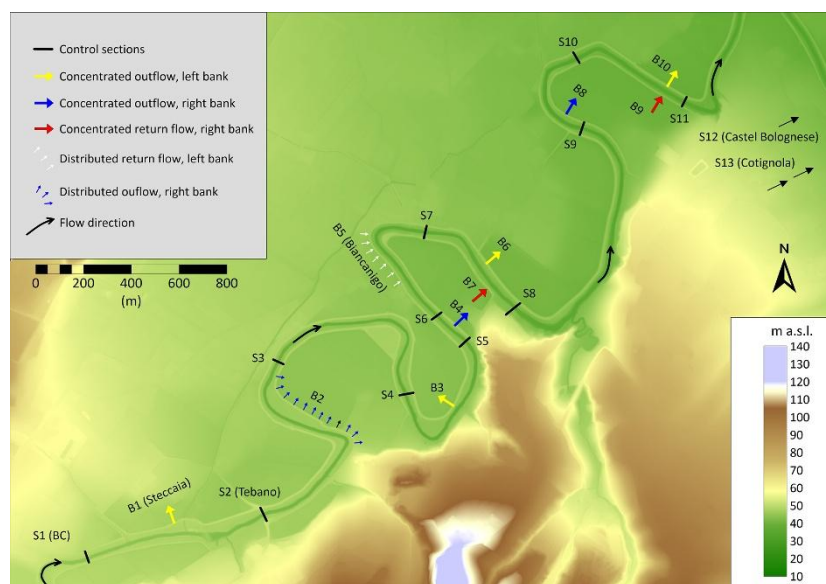 Control sections
Concentrated outflow, left bank
Concentrated outflow, right bank
Concentrated return flow, right bank
Distributed return flow, left bank
Distributed ouflow, right bank
Flow direction
0 200 400 600 800
(m)
S10
B10
B8
B9
S11
S9
S12 (Castel Bolognese)
S13 (Cotignola)
N
S7
B5 (Biancanigo)
B6
B7
S8
S6
B4
S5
S3
B2
S4
B3
B1 (Steccaia)
S2 (Tebano)
S1 (BC)
m a.s.l.
140
130
120
110
100
90
80
70
60
50
40
30
20
10